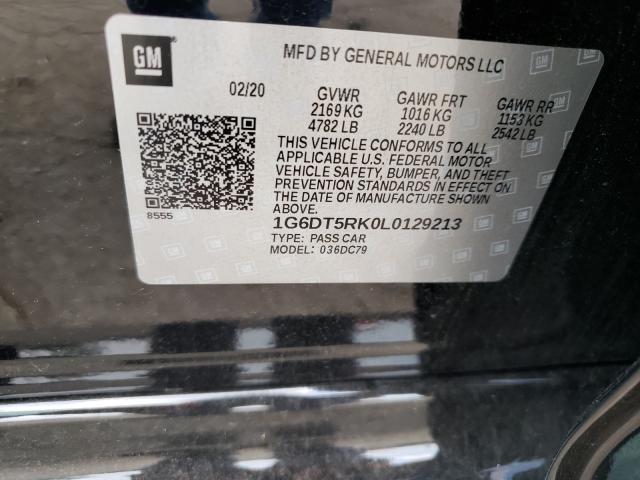 GM
MFD BY GENERAL MOTORS LLC
02/20
GVWR
2169 KG
4782 LB
GAWR FRT
1016 KG
2240 LB
GAWR RR
1153 KG
2542 LB
THIS VEHICLE CONFORMS TO ALL
APPLICABLE U.S. FEDERAL MOTOR
VEHICLE SAFETY, BUMPER, AND THEFT
PREVENTION STANDARDS IN EFFECT ON
THE DATE OF MANUFACTURE SHOWN
ABOVE.
8555
1G6DT5RK0L0129213
TYPE: PASS CAR
MODEL: 036DC79